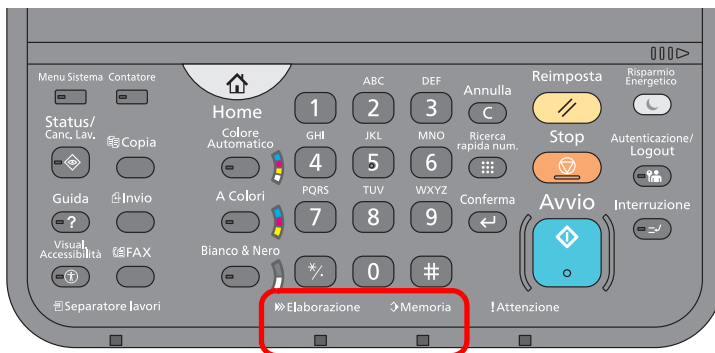 Menu Sistema
Contatore
Status/
Canc. Lav.
Copia
Guida
?
Invio
Visual.
Accessibilità
FAX
Separatore lavori
Home
Colore
Automatico
A Colori
Bianco & Nero
ABC
DEF
1
2
3
GHI
JKL
MNO
4
5
6
PQRS
TUV
WXYZ
7
8
9
*/.
0
#
Annulla
C
Ricerca
rapida num.
Conferma
Reimposta
Stop
Avvio
Risparmio
Energetico
Autenticazione/
Logout
Interruzione
Elaborazione
Memoria
!Attenzione